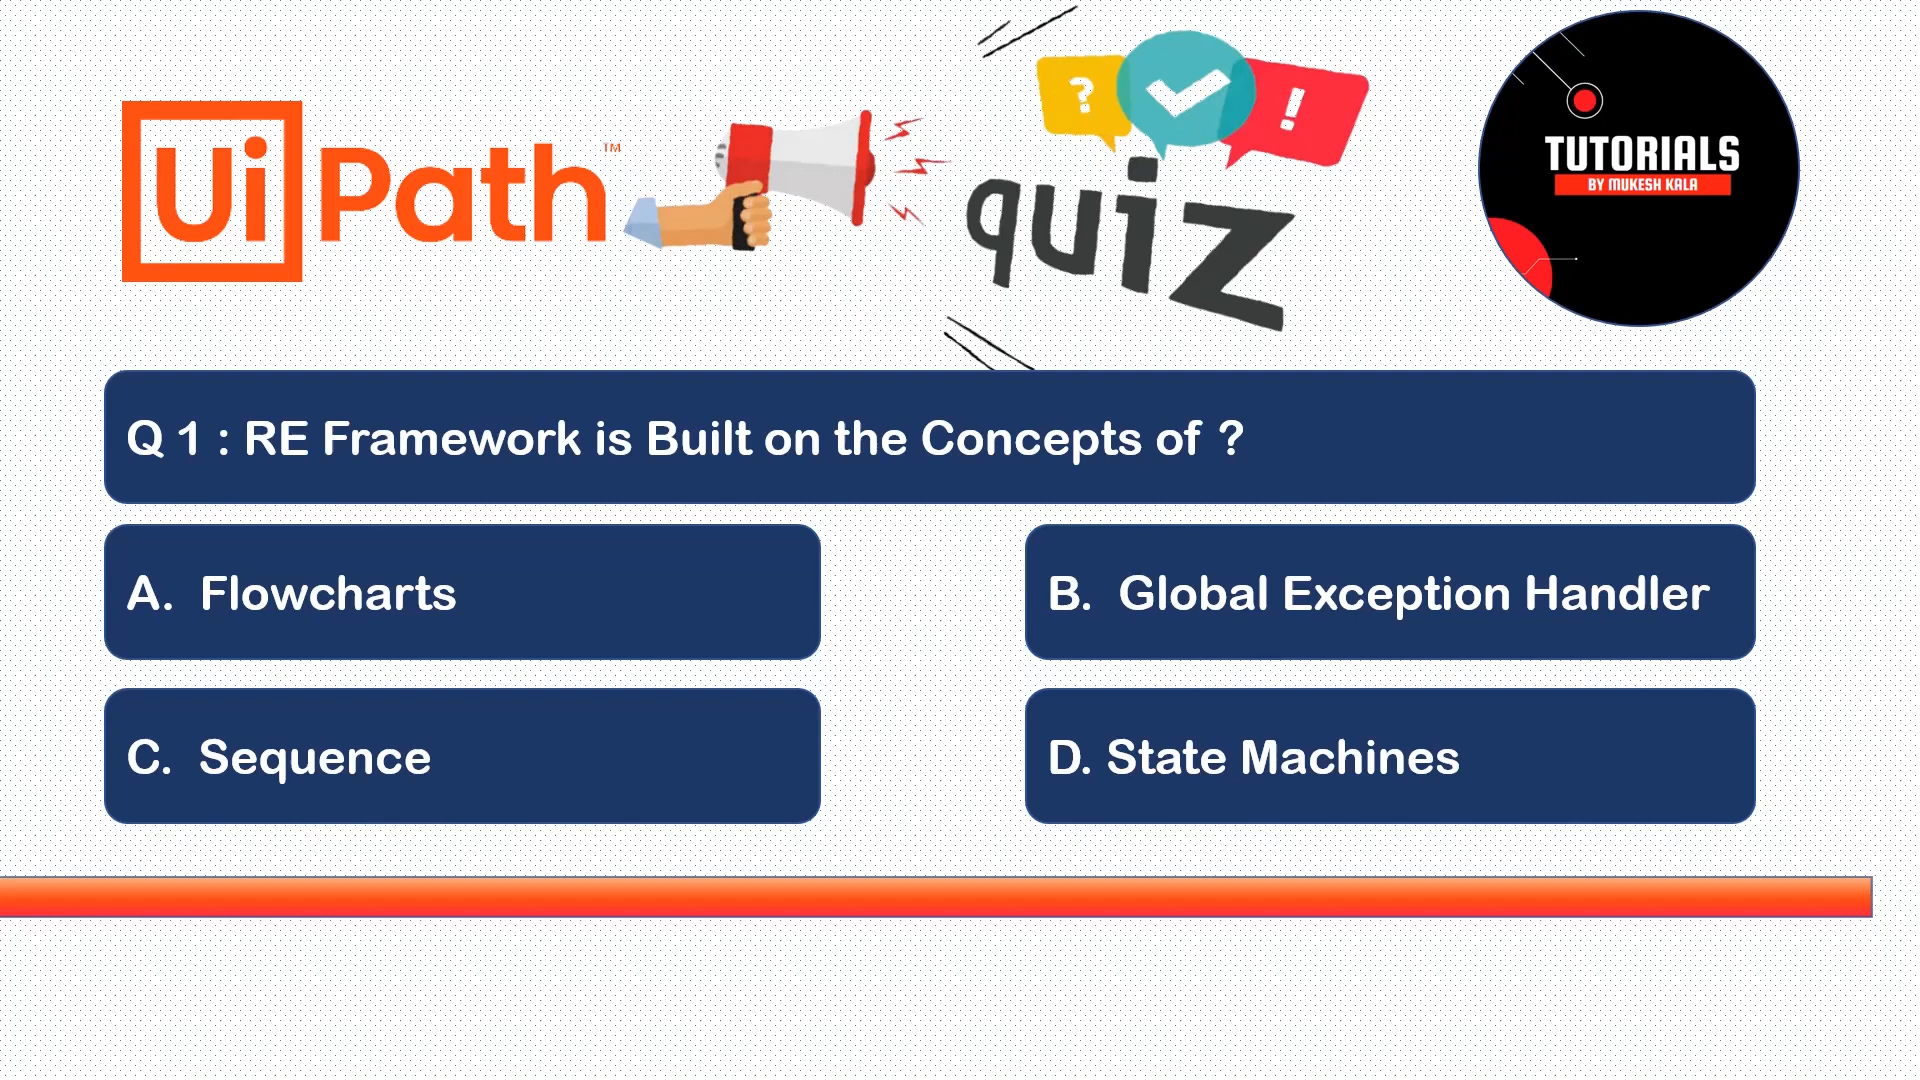 UiPath™
?
!
quiz
TUTORIALS
BY MUKESH KALA
Q 1 : RE Framework is Built on the Concepts of ?
A. Flowcharts
B. Global Exception Handler
C. Sequence
D. State Machines